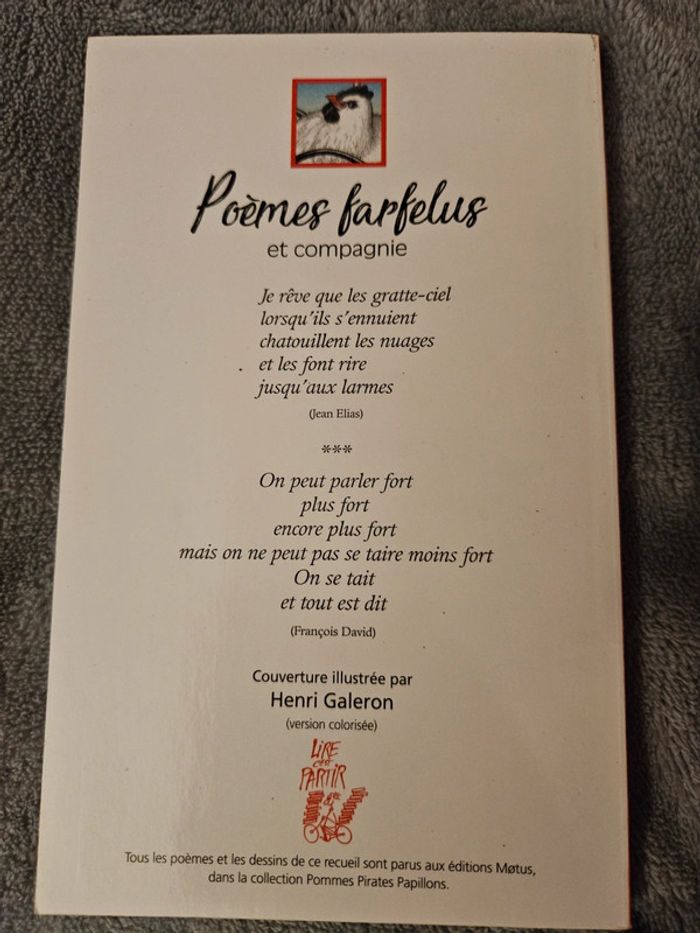 Poèmes farfelus
et compagnie
Je rêve que les gratte-ciel
lorsqu'ils s'ennuient
chatouillent les nuages
et les font rire
jusqu'aux larmes
(Jean Elias)
***
On peut parler fort
plus fort
encore plus fort
mais on ne peut pas se taire moins fort
On se tait
et tout est dit
(François David)
Couverture illustrée par
Henri Galeron
(version colorisée)
LIRE
c'est
PARTIR
Tous les poèmes et les dessins de ce recueil sont parus aux éditions Møtus,
dans la collection Pommes Pirates Papillons.